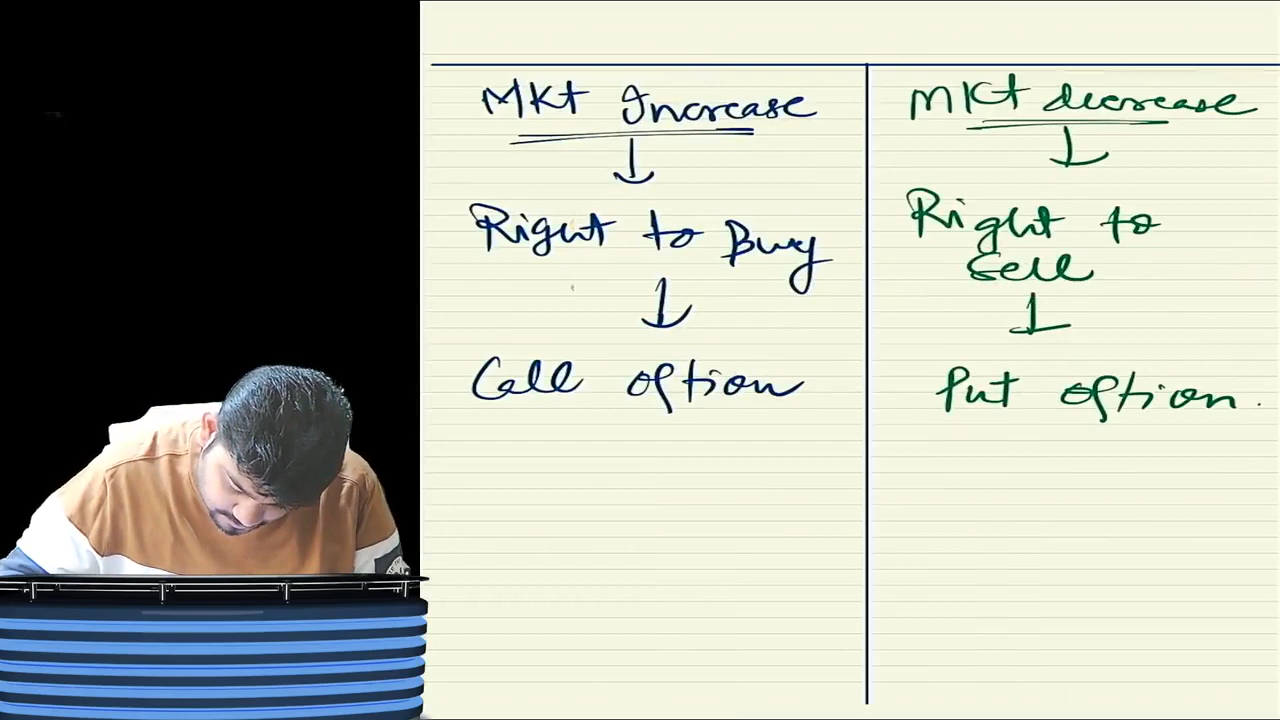 MKt Increase
Right to Buy
Call option
MKt decrease
Right to
Sell
Put option.